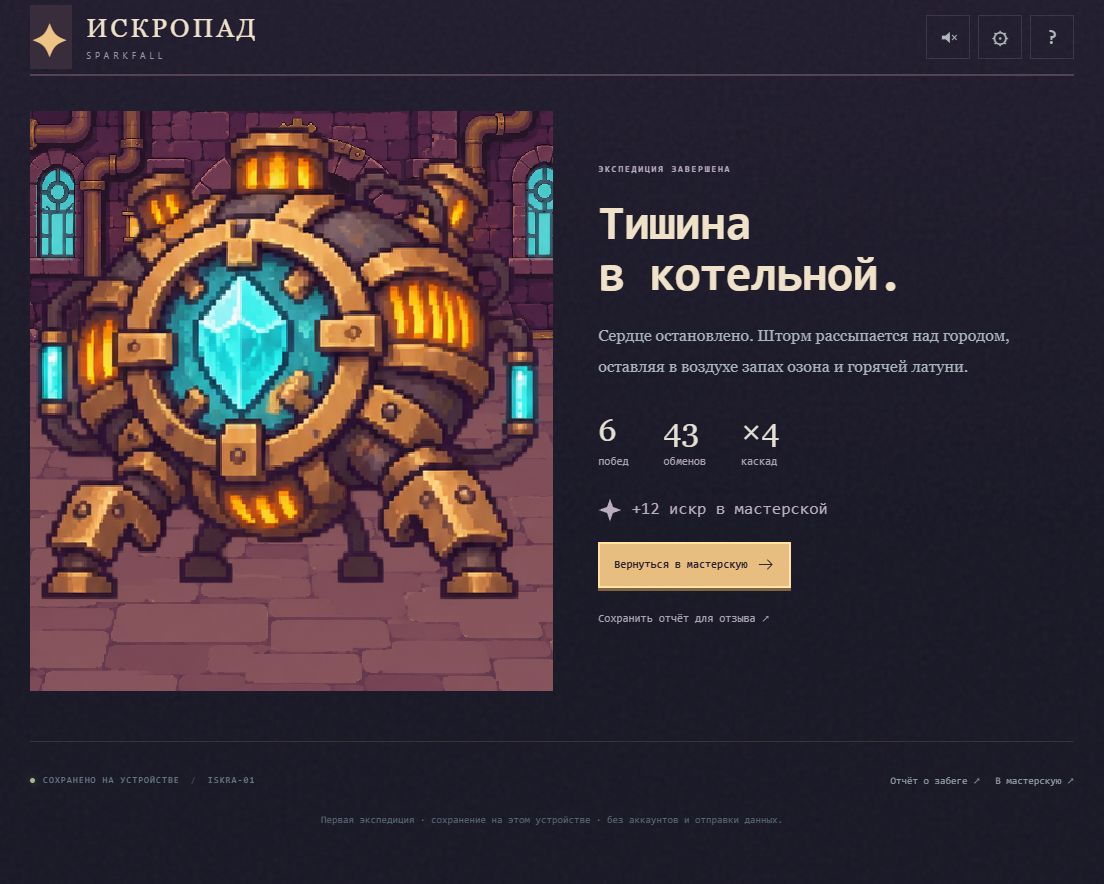 ИСКРОПАД
SPARKFALL
?
ЭКСПЕДИЦИЯ ЗАВЕРШЕНА
Тишина
в котельной.
Сердце остановлено. Шторм рассыпается над городом,
оставляя в воздухе запах озона и горячей латуни.
6 43 ×4
побед обменов каскад
+12 искр в мастерской
Вернуться в мастерскую →
Сохранить отчёт для отзыва ↗
СОХРАНЕНО НА УСТРОЙСТВЕ / ISKRA-01
Отчёт о забеге ↗ В мастерскую ↗
Первая экспедиция · сохранение на этом устройстве · без аккаунтов и отправки данных.